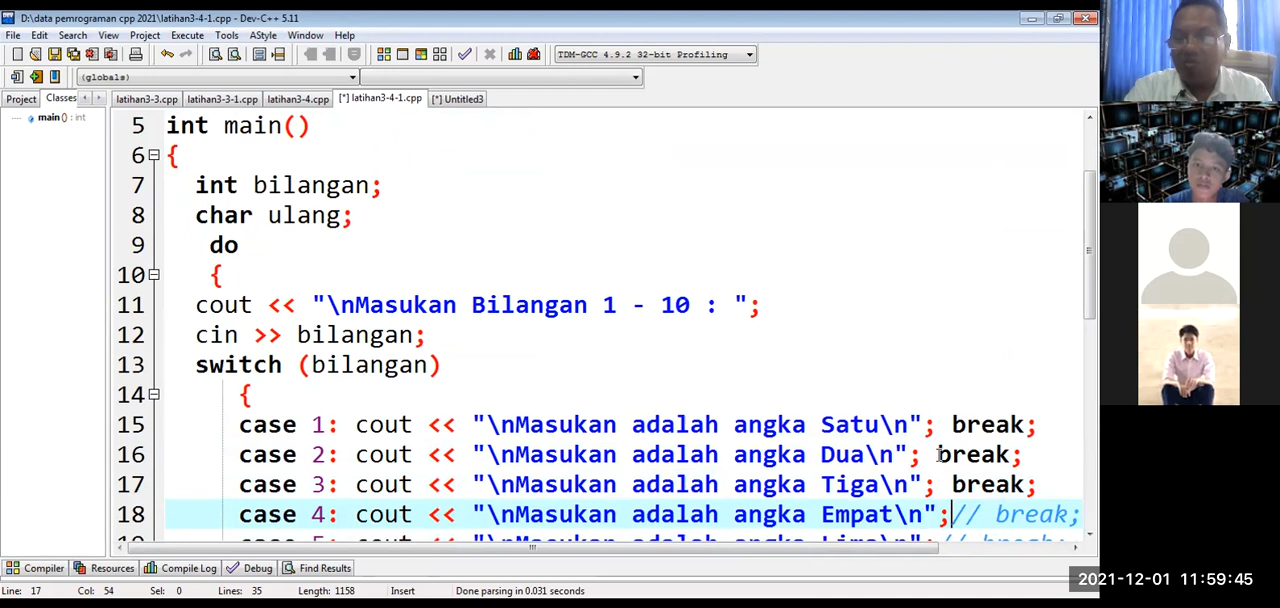 D:\data pemrograman cpp 2021\latihan3-4-1.cpp - Dev-C++ 5.11
File Edit Search View Project Execute Tools AStyle Window Help
TDM-GCC 4.9.2 32-bit Profiling
(globals)
Project Classes latihan3-3.cpp latihan3-3-1.cpp latihan3-4.cpp [*] latihan3-4-1.cpp [*] Untitled3
main () : int
5 int main()
6 {
7 int bilangan;
8 char ulang;
9 do
10 {
11 cout << "\nMasukan Bilangan 1 - 10 : ";
12 cin >> bilangan;
13 switch (bilangan)
14 {
15 case 1: cout << "\nMasukan adalah angka Satu\n"; break;
16 case 2: cout << "\nMasukan adalah angka Dua\n"; break;
17 case 3: cout << "\nMasukan adalah angka Tiga\n"; break;
18 case 4: cout << "\nMasukan adalah angka Empat\n";// break;
Compiler Resources Compile Log Debug Find Results
2021-12-01 11:59:45
Line: 17 Col: 54 Sel: 0 Lines: 35 Length: 1158 Insert Done parsing in 0.031 seconds